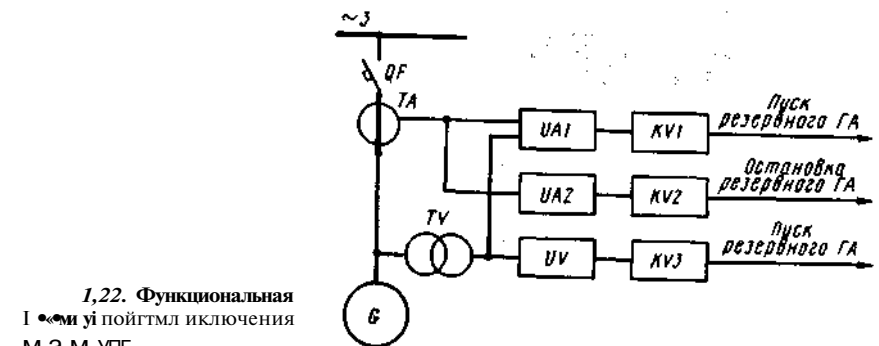 ~3
QF
TA
UA1
KV1
Пуск
резервного ГА
UA2
KV2
Остановка
резервного ГА
TV
UV
KV3
Пуск
резервного ГА
G
1,22. Функциональная
пойгтмл иключения